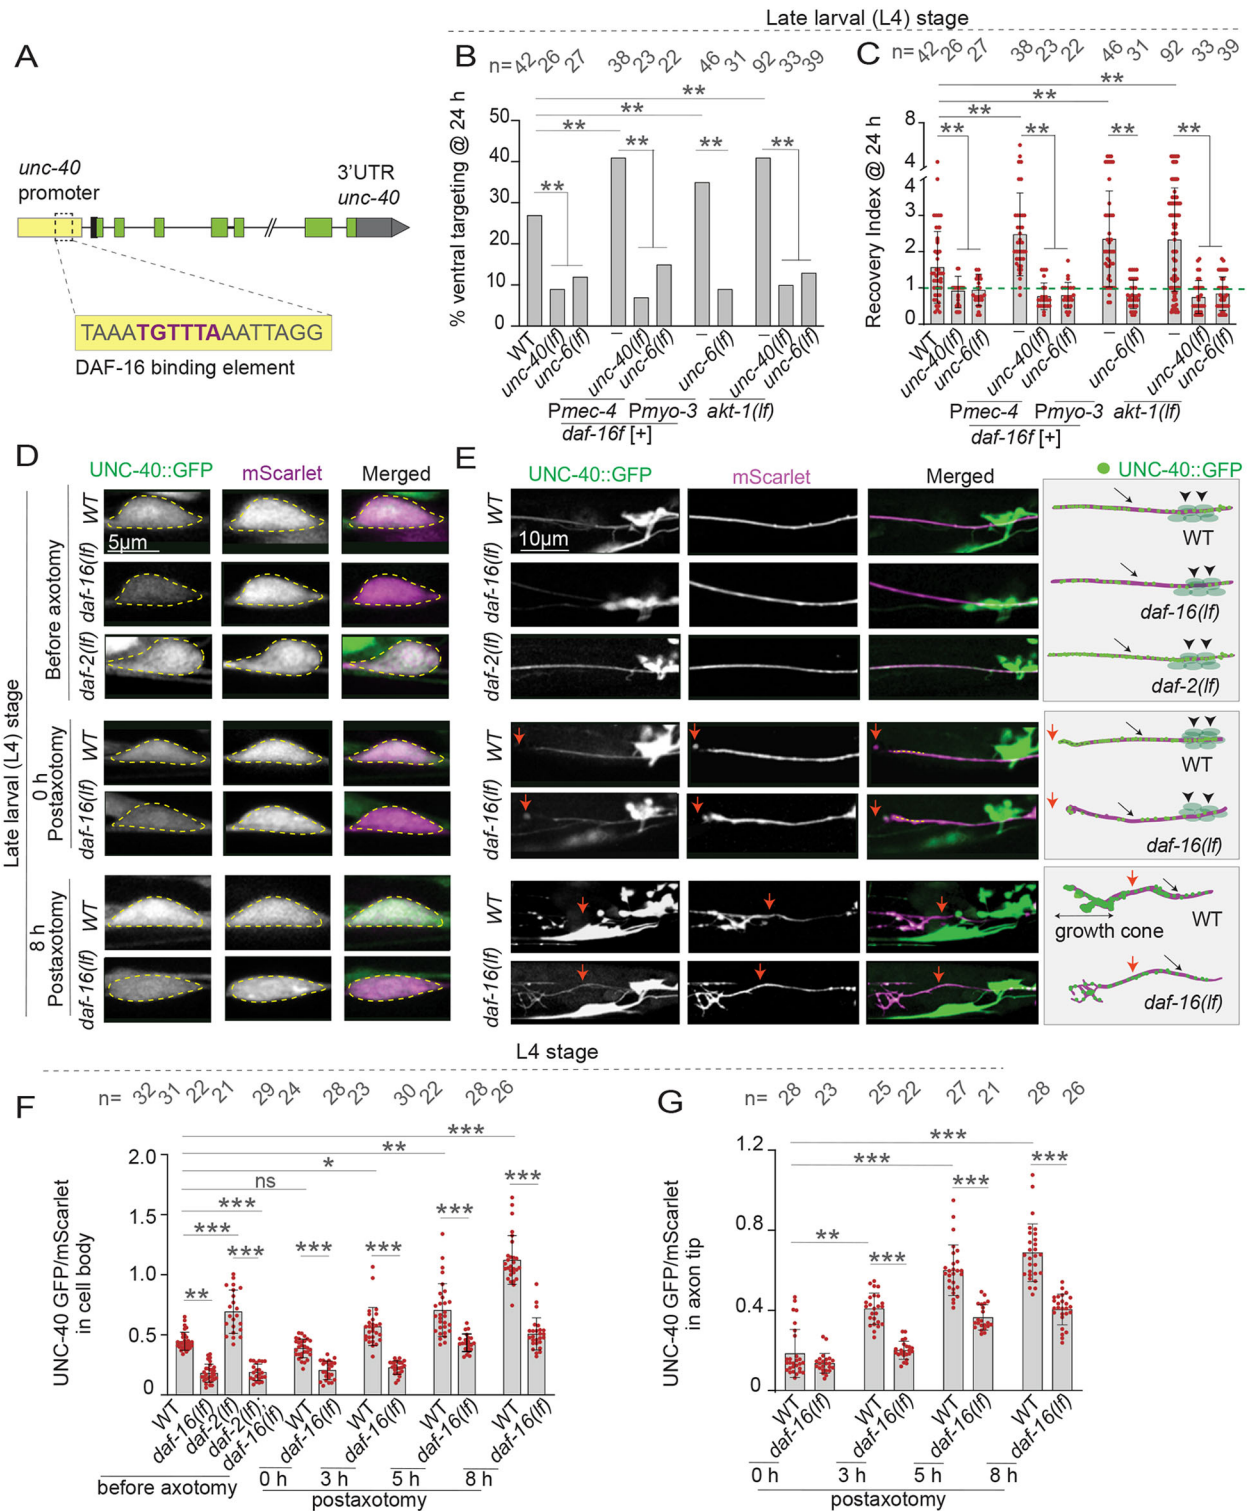 Late larval (L4) stage
A
unc-40
promoter
3'UTR
unc-40
TAAATGTTTAAATTAGG
DAF-16 binding element
B
n= 42 26 27 38 23 22 46 31 92 33 39
% ventral targeting @ 24 h
50
40
30
20
10
0
** ** ** ** ** ** **
WT unc-40(lf) unc-6(lf) – unc-40(lf) unc-6(lf) – unc-6(lf) – unc-40(lf) unc-6(lf)
Pmec-4 Pmyo-3 akt-1(lf)
daf-16f [+]
C
n= 42 26 27 38 23 22 46 31 92 33 39
Recovery Index @ 24 h
8
4
4
3
2
1
0
** ** ** ** ** ** **
WT unc-40(lf) unc-6(lf) – unc-40(lf) unc-6(lf) – unc-6(lf) – unc-40(lf) unc-6(lf)
Pmec-4 Pmyo-3 akt-1(lf)
daf-16f [+]
D
UNC-40::GFP mScarlet Merged
Late larval (L4) stage
Before axotomy
WT
5µm
daf-16(lf)
daf-2(lf)
0 h
Postaxotomy
WT
daf-16(lf)
8 h
Postaxotomy
WT
daf-16(lf)
E
UNC-40::GFP mScarlet Merged UNC-40::GFP
WT
10µm
WT
daf-16(lf)
daf-16(lf)
daf-2(lf)
daf-2(lf)
WT
WT
daf-16(lf)
daf-16(lf)
WT
WT
growth cone
daf-16(lf)
daf-16(lf)
L4 stage
F
n= 32 31 22 21 29 24 28 23 30 22 28 26
UNC-40 GFP/mScarlet
in cell body
2.0
1.5
1.0
0.5
0
***
**
*
ns
***
***
** *** *** *** *** ***
WT daf-16(lf) daf-2(lf) daf-2(lf); daf-16(lf) WT daf-16(lf) WT daf-16(lf) WT daf-16(lf) WT daf-16(lf)
before axotomy
0 h 3 h 5 h 8 h
postaxotomy
G
n= 28 23 25 22 27 21 28 26
UNC-40 GFP/mScarlet
in axon tip
1.2
0.8
0.4
0
***
***
**
*** *** ***
WT daf-16(lf) WT daf-16(lf) WT daf-16(lf) WT daf-16(lf)
0 h 3 h 5 h 8 h
postaxotomy